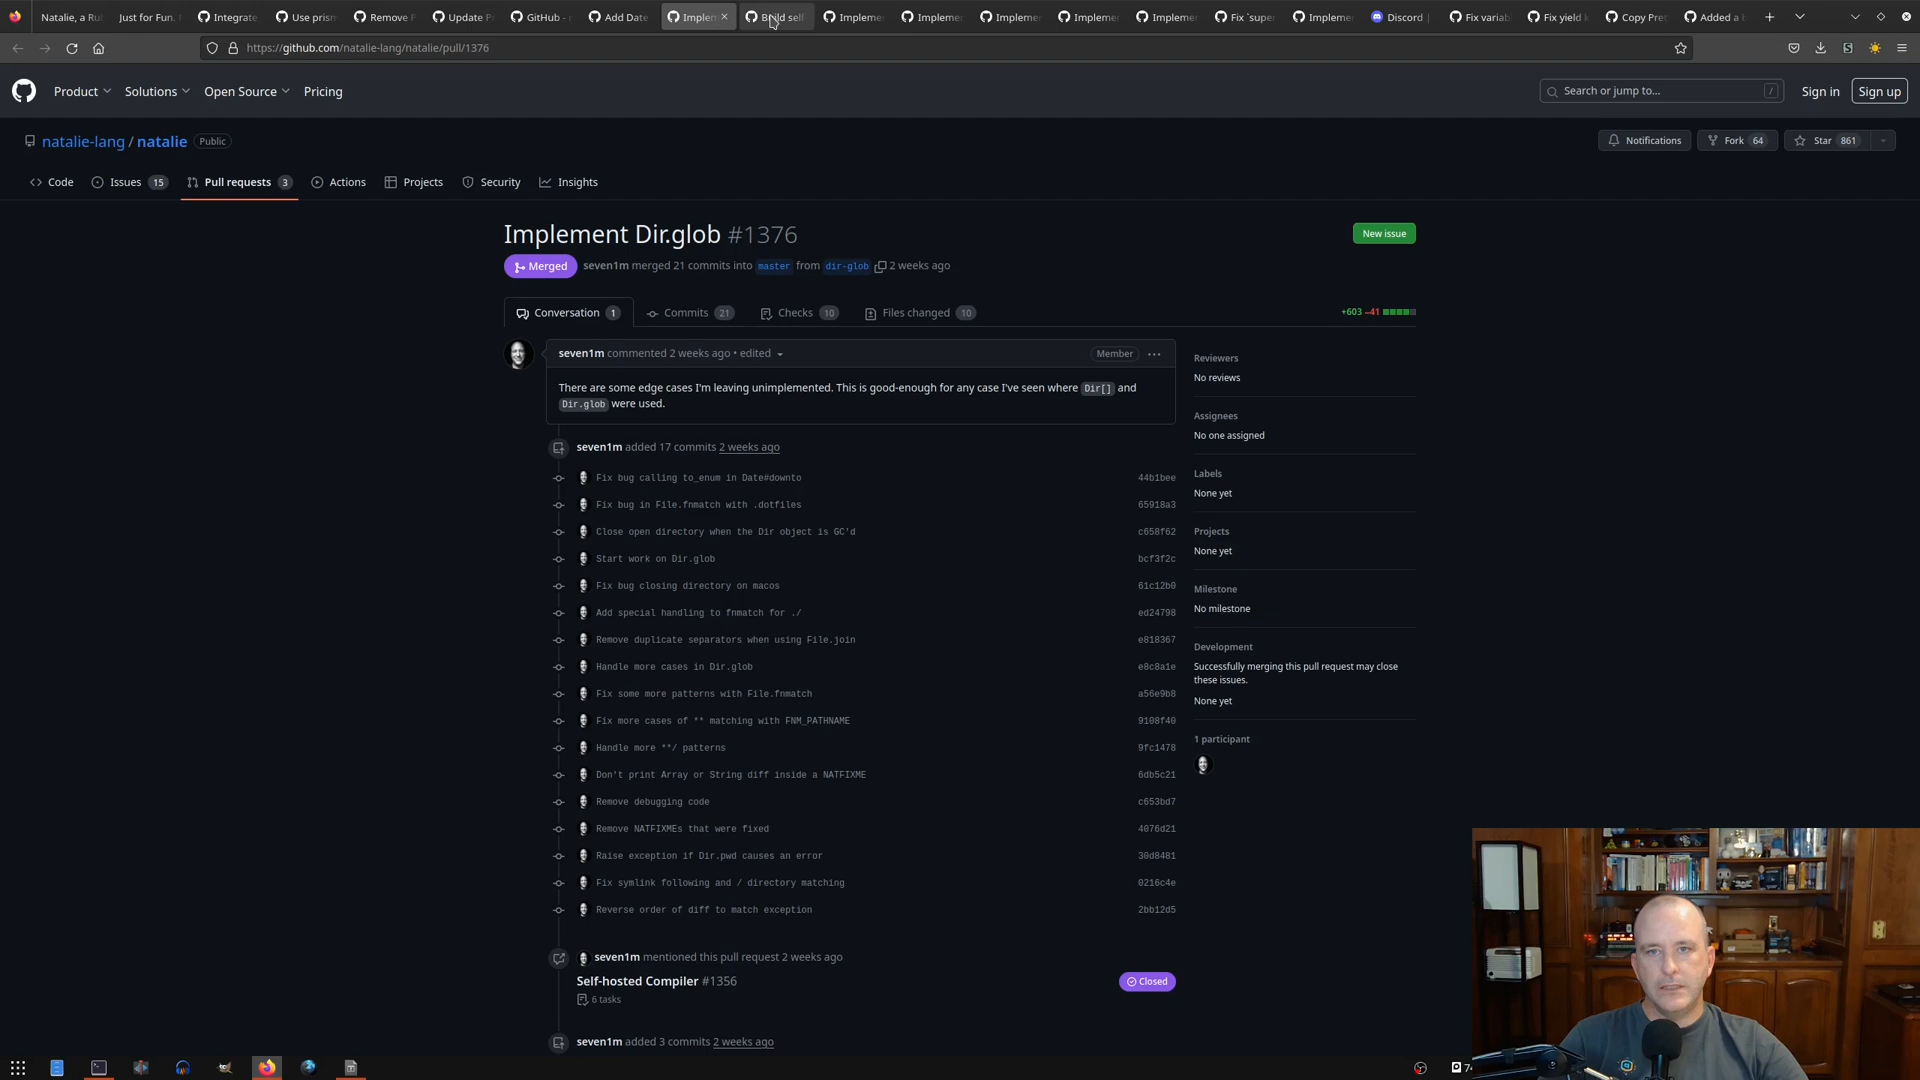 Natalie, a Ru
Just for Fun.
Integrate
Use prism
Remove
Update P
GitHub -
Add Date
Implem
Build self
Impleme
Impleme
Impleme
Impleme
Impleme
Fix `super
Impleme
Discord |
Fix variab
Fix yield k
Copy Pre
Added a b
https://github.com/natalie-lang/natalie/pull/1376
Product
Solutions
Open Source
Pricing
Search or jump to...
/
Sign in
Sign up
natalie-lang / natalie
Public
Notifications
Fork 64
Star 861
Code
Issues 15
Pull requests 3
Actions
Projects
Security
Insights
Implement Dir.glob #1376
New issue
Merged
seven1m merged 21 commits into master from dir-glob 2 weeks ago
Conversation 1
Commits 21
Checks 10
Files changed 10
+603 −41
seven1m commented 2 weeks ago • edited
Member
There are some edge cases I'm leaving unimplemented. This is good-enough for any case I've seen where Dir[] and
Dir.glob were used.
seven1m added 17 commits 2 weeks ago
Fix bug calling to_enum in Date#downto 44b1bee
Fix bug in File.fnmatch with .dotfiles 65918a3
Close open directory when the Dir object is GC'd c658f62
Start work on Dir.glob bcf3f2c
Fix bug closing directory on macos 61c12b0
Add special handling to fnmatch for ./ ed24798
Remove duplicate separators when using File.join e818367
Handle more cases in Dir.glob e8c8a1e
Fix some more patterns with File.fnmatch a56e9b8
Fix more cases of ** matching with FNM_PATHNAME 9108f40
Handle more **/ patterns 9fc1478
Don't print Array or String diff inside a NATFIXME 6db5c21
Remove debugging code c653bd7
Remove NATFIXMEs that were fixed 4076d21
Raise exception if Dir.pwd causes an error 30d8481
Fix symlink following and / directory matching 0216c4e
Reverse order of diff to match exception 2bb12d5
seven1m mentioned this pull request 2 weeks ago
Self-hosted Compiler #1356
Closed
6 tasks
seven1m added 3 commits 2 weeks ago
Reviewers
No reviews
Assignees
No one assigned
Labels
None yet
Projects
None yet
Milestone
No milestone
Development
Successfully merging this pull request may close
these issues.
None yet
1 participant